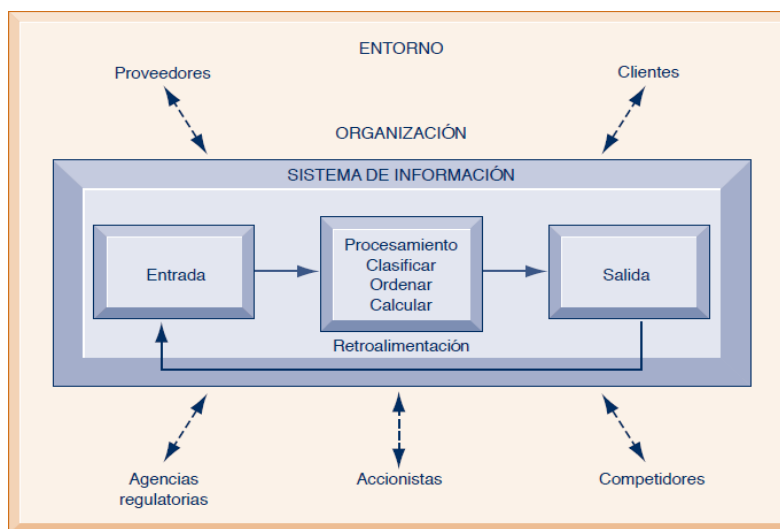 ENTORNO
Proveedores
Clientes
ORGANIZACIÓN
SISTEMA DE INFORMACIÓN
Entrada
Procesamiento
Clasificar
Ordenar
Calcular
Salida
Retroalimentación
Agencias
regulatorias
Accionistas
Competidores